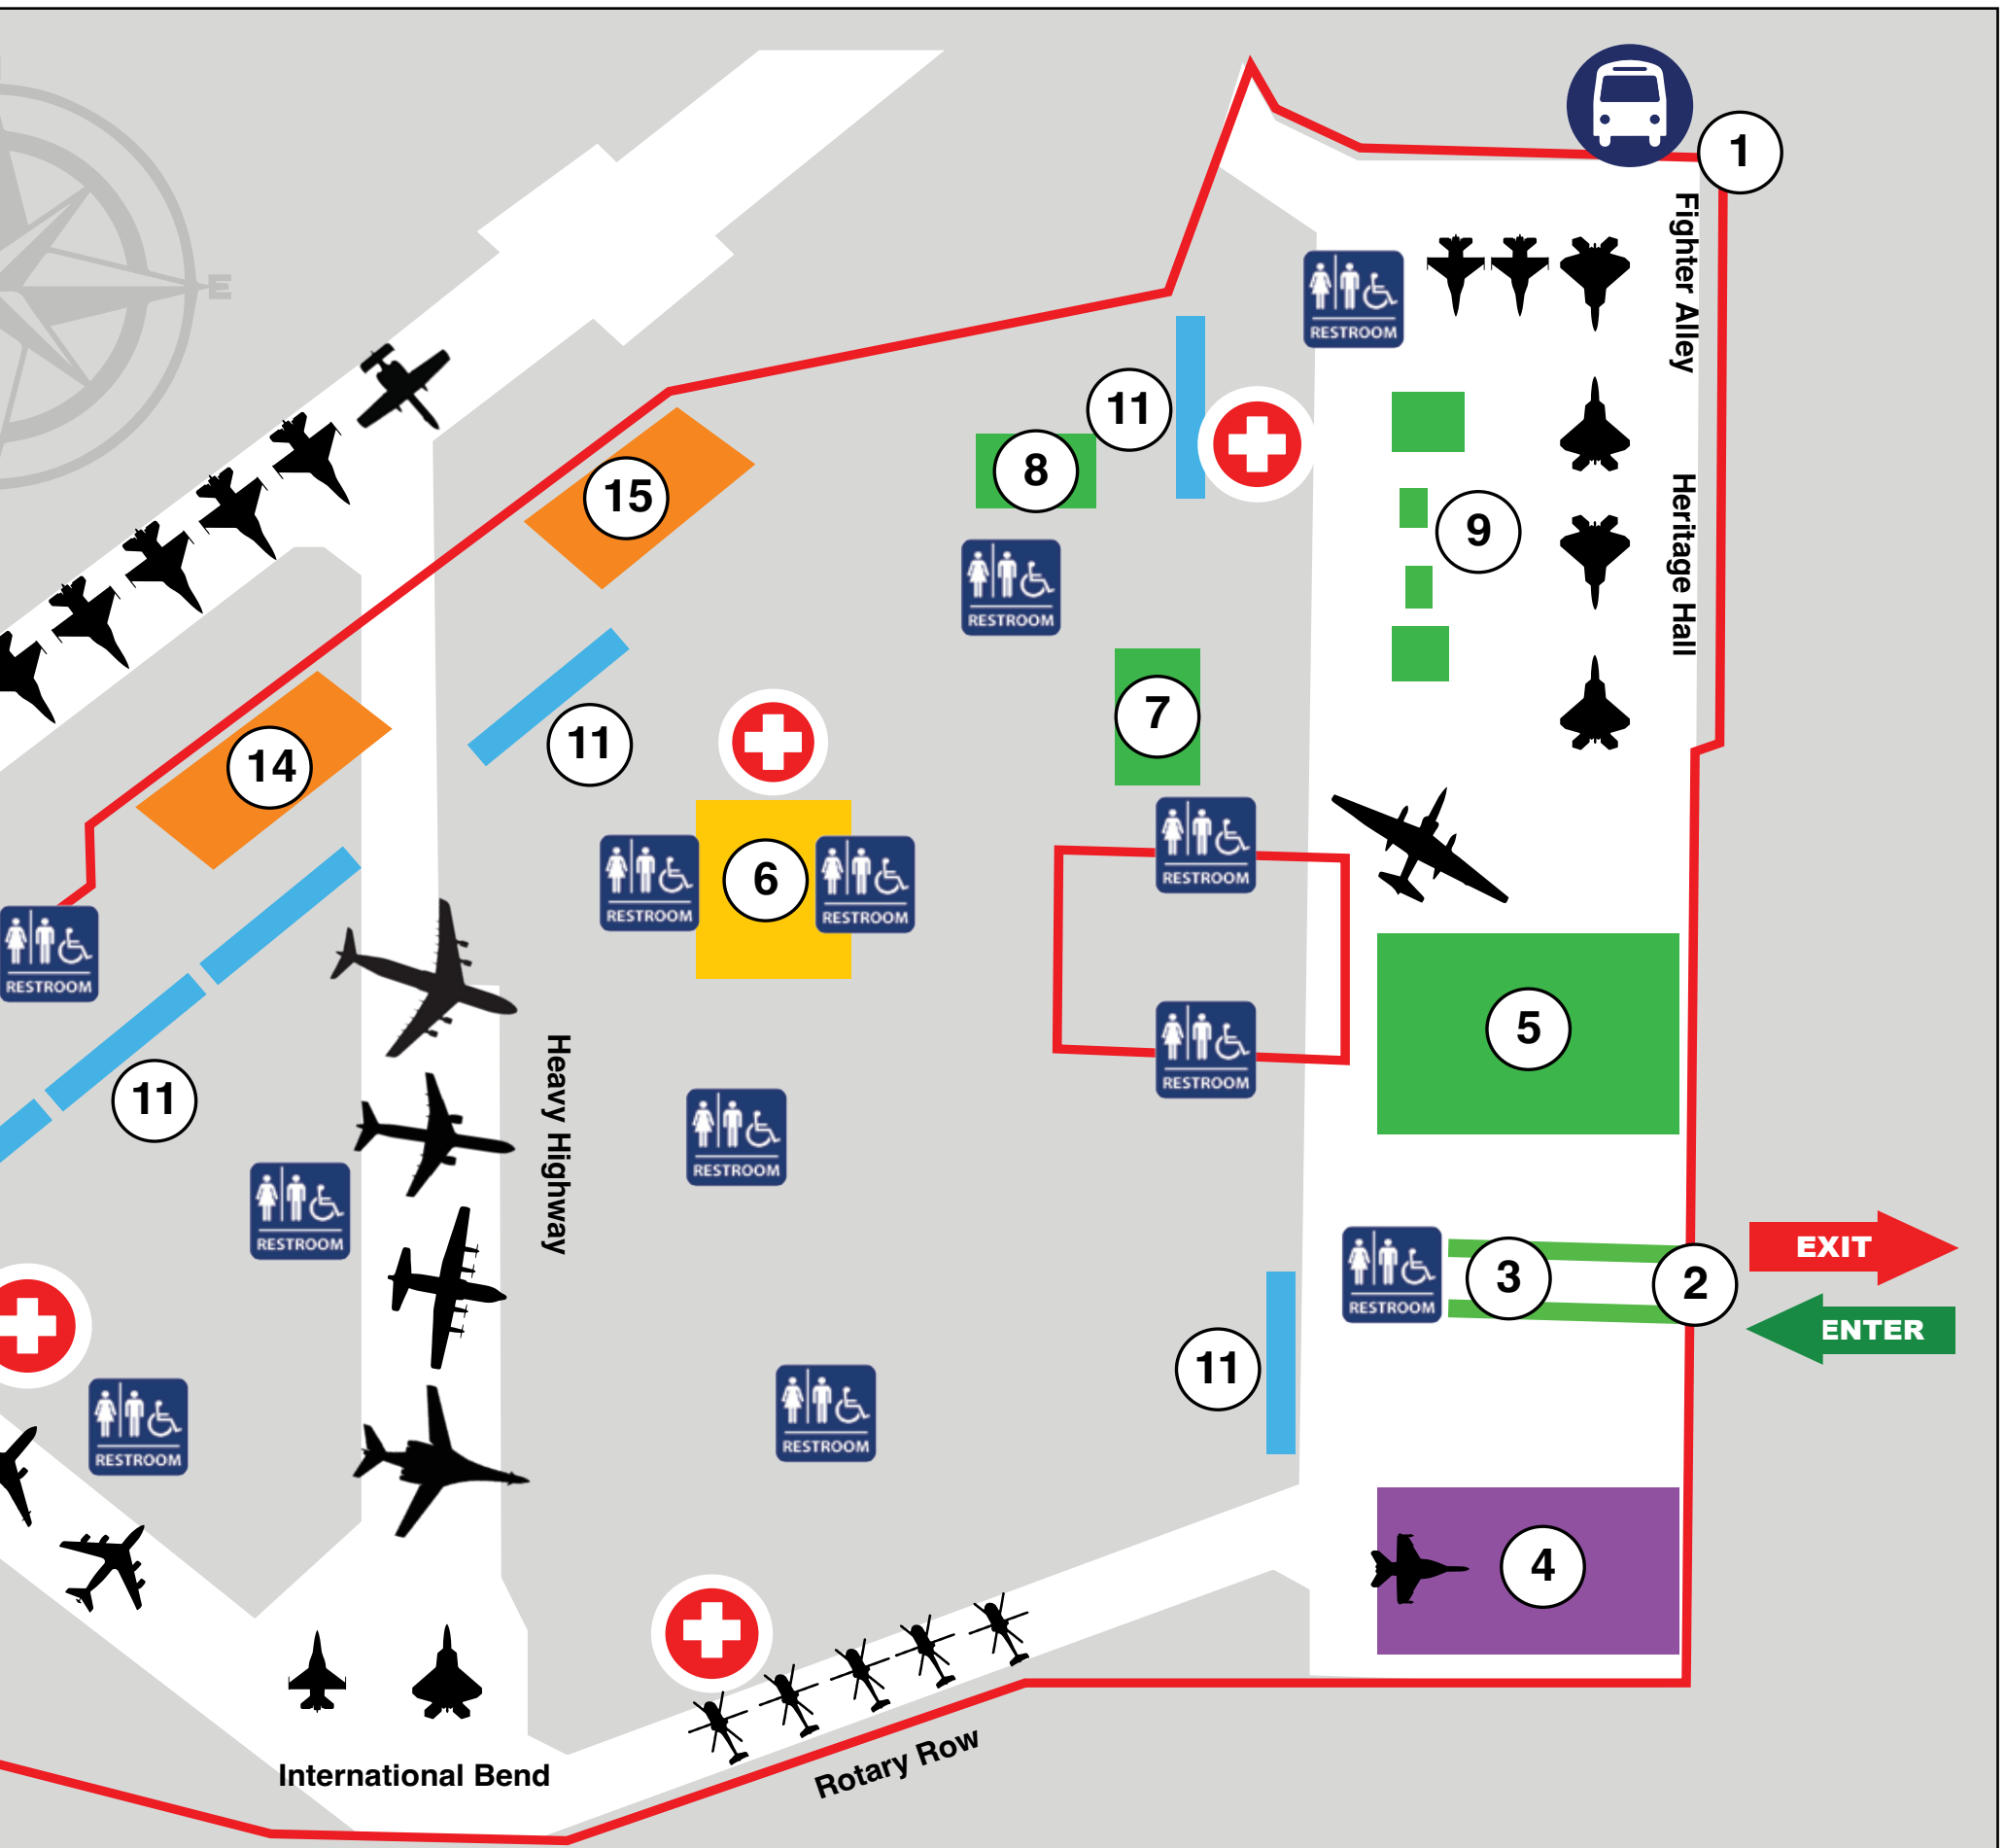 1
Fighter Alley
E
RESTROOM
11
8
15
9
Heritage Hall
RESTROOM
7
11
14
RESTROOM
RESTROOM
6
RESTROOM
RESTROOM
5
Heavy Highway
RESTROOM
11
RESTROOM
RESTROOM
RESTROOM
3
2
EXIT
ENTER
11
RESTROOM
RESTROOM
4
International Bend
Rotary Row